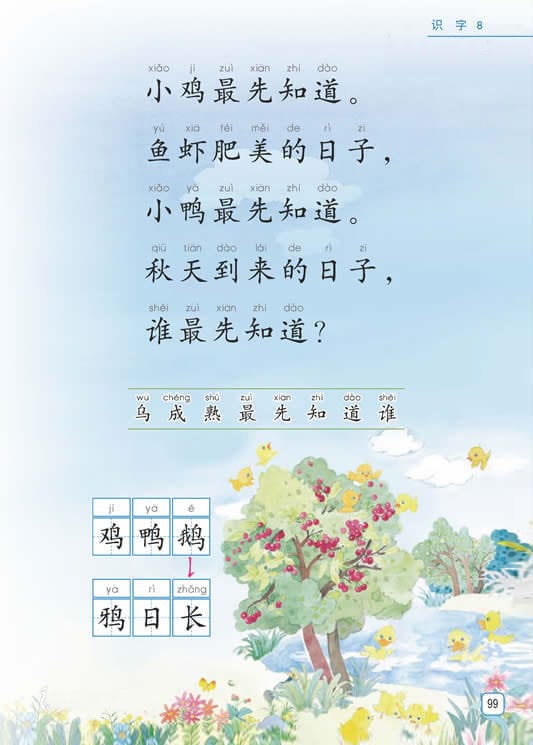 识字8
xiǎo jī zuì xiān zhī dào
小鸡最先知道。
yú xiā féi měi de rì zi
鱼虾肥美的日子，
xiǎo yā zuì xiān zhī dào
小鸭最先知道。
qiū tiān dào lái de rì zi
秋天到来的日子，
shéi zuì xiān zhī dào
谁最先知道？
wū chéng shú zuì xiān zhī dào shéi
乌成熟最先知道谁
jī yā é
鸡鸭鹅
yā rì zhǎng
鸦日长
99